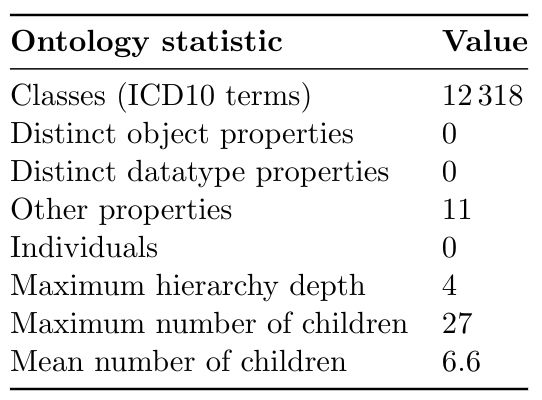 Ontology statistic Value
Classes (ICD10 terms) 12 318
Distinct object properties 0
Distinct datatype properties 0
Other properties 11
Individuals 0
Maximum hierarchy depth 4
Maximum number of children 27
Mean number of children 6.6